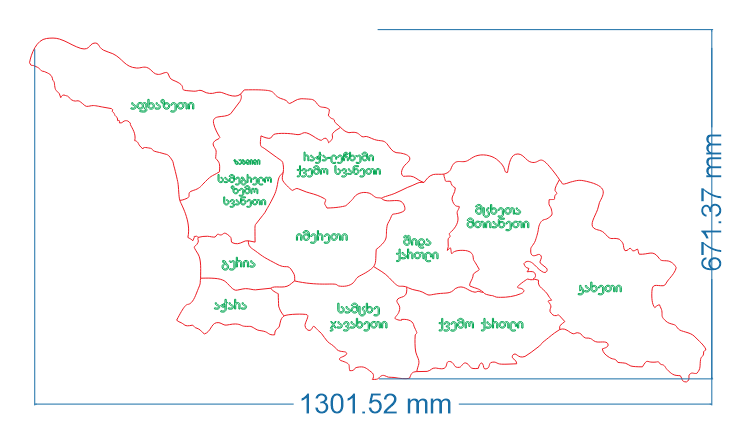 აფხაზეთი
რაჭა-ლეჩხუმი
ქვემო სვანეთი
სამეგრელო
ზემო
სვანეთი
მცხეთა
მთიანეთი
იმერეთი
შიდა
ქართლი
გურია
კახეთი
აჭარა
სამცხე
ჯავახეთი
ქვემო ქართლი
671.37 mm
1301.52 mm